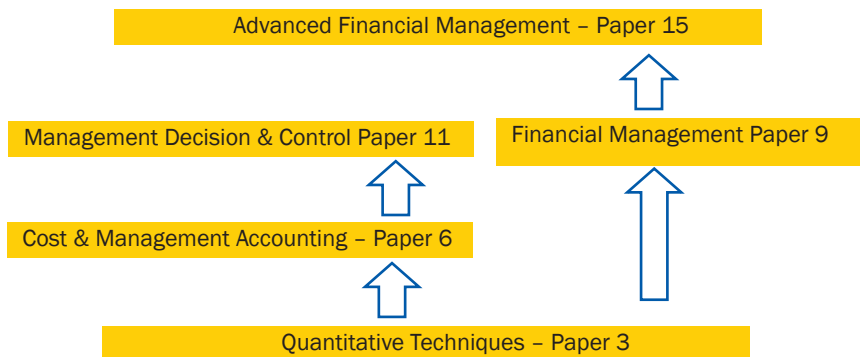 Advanced Financial Management – Paper 15
Management Decision & Control Paper 11
Financial Management Paper 9
Cost & Management Accounting – Paper 6
Quantitative Techniques – Paper 3